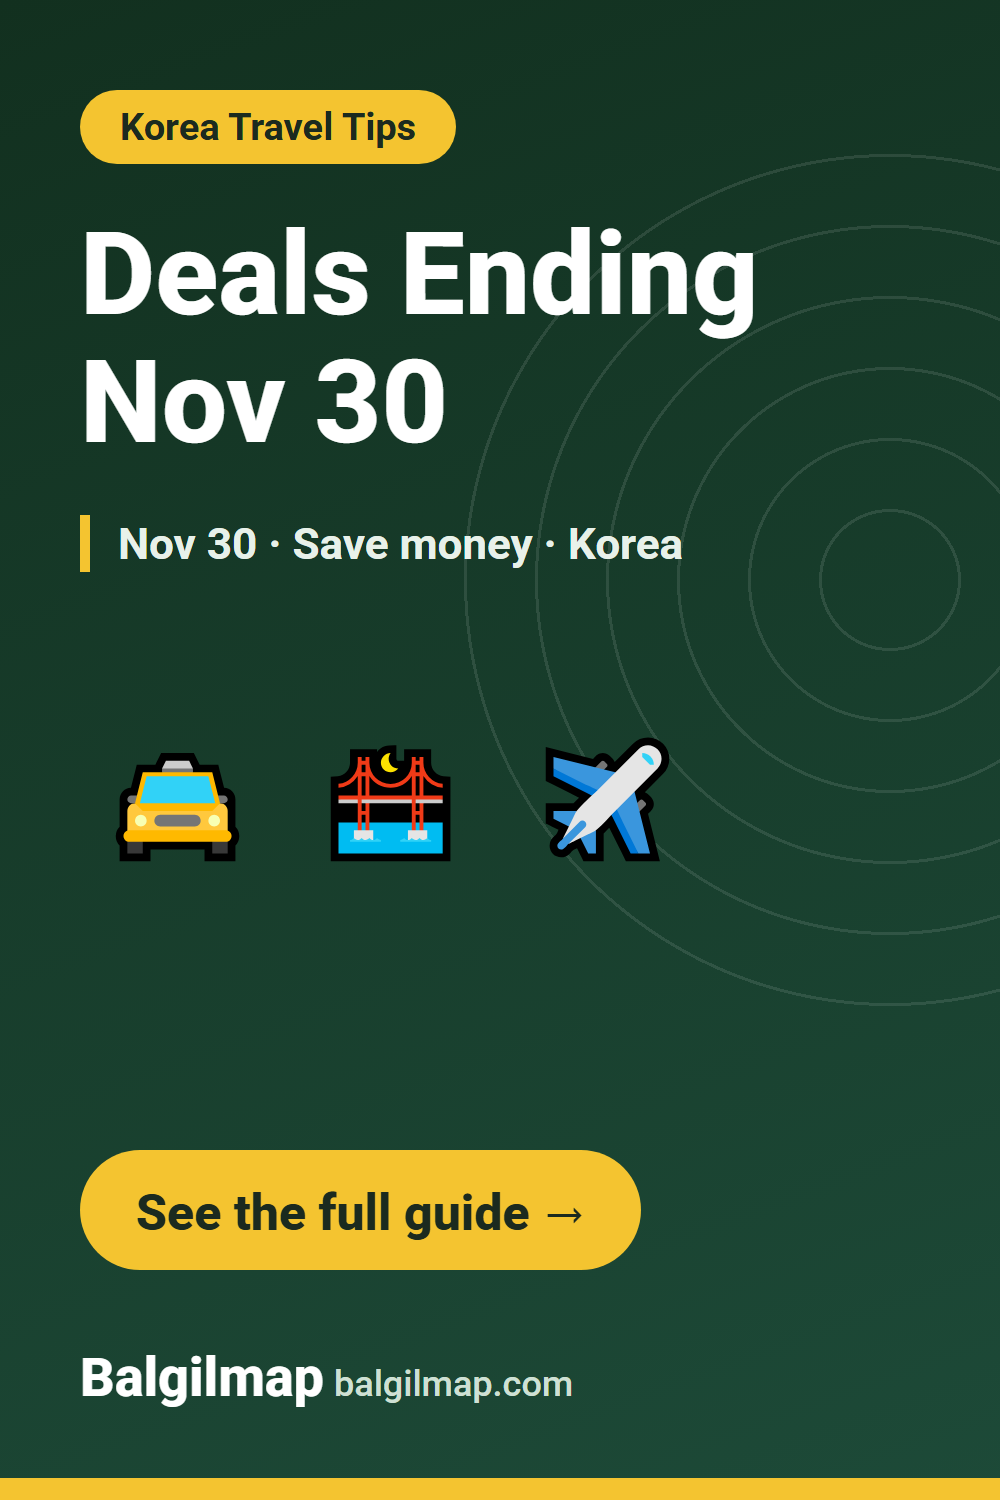 Korea Travel Tips
Deals Ending
Nov 30
Nov 30 · Save money · Korea
See the full guide →
Balgilmap balgilmap.com